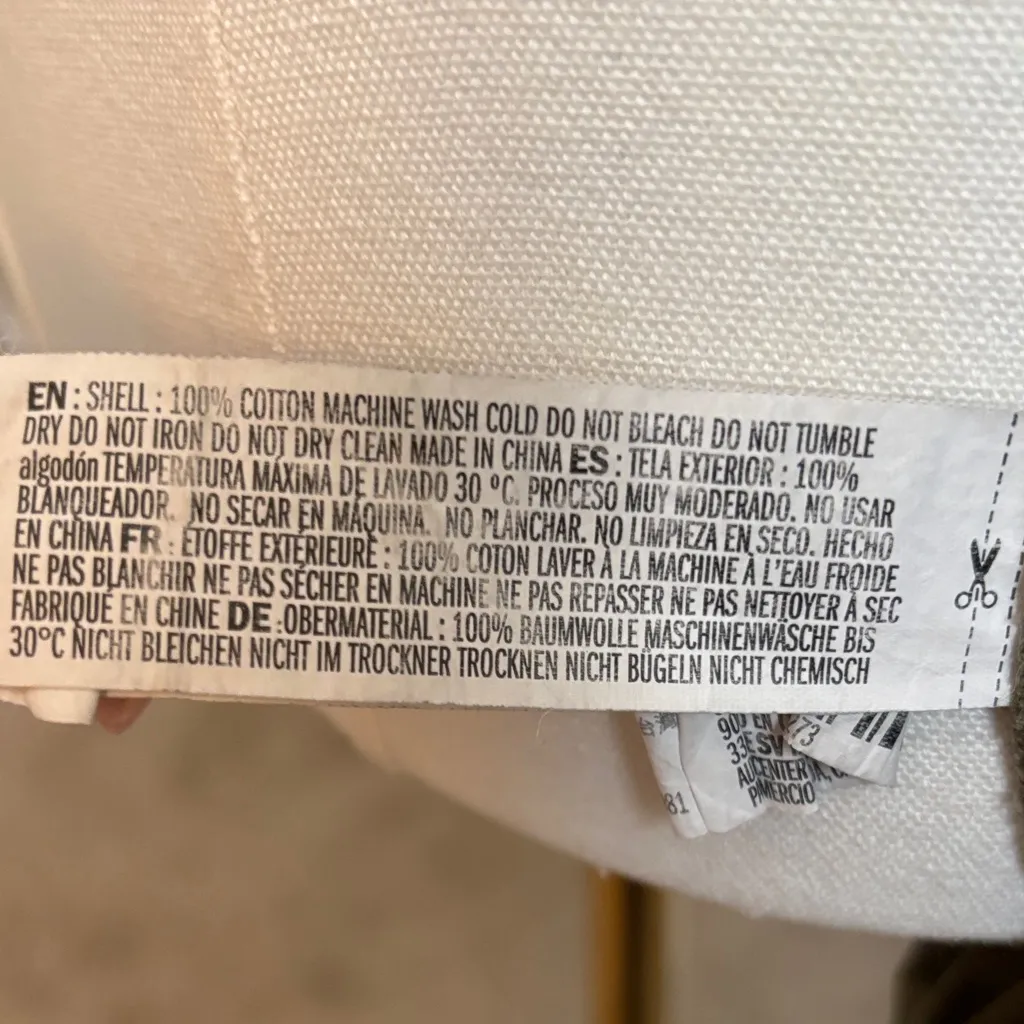 EN : SHELL : 100% COTTON MACHINE WASH COLD DO NOT BLEACH DO NOT TUMBLE
DRY DO NOT IRON DO NOT DRY CLEAN MADE IN CHINA ES : TELA EXTERIOR : 100%
algodón TEMPERATURA MÁXIMA DE LAVADO 30 ºC. PROCESO MUY MODERADO. NO USAR
BLANQUEADOR. NO SECAR EN MÁQUINA. NO PLANCHAR. NO LIMPIEZA EN SECO. HECHO
EN CHINA FR : ÉTOFFE EXTÉRIEURE : 100% COTON LAVER À LA MACHINE À L'EAU FROIDE
NE PAS BLANCHIR NE PAS SÉCHER EN MACHINE NE PAS REPASSER NE PAS NETTOYER À SEC
FABRIQUÉ EN CHINE DE :OBERMATERIAL : 100% BAUMWOLLE MASCHINENWÄSCHE BIS
30°C NICHT BLEICHEN NICHT IM TROCKNER TROCKNEN NICHT BÜGELN NICHT CHEMISCH
73
81